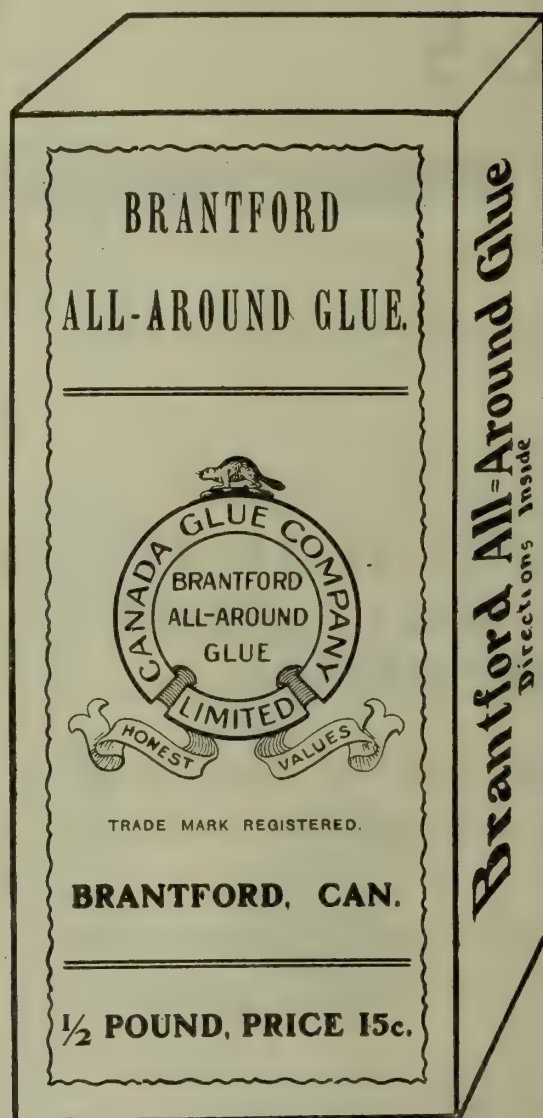 BRANTFORD
ALL-AROUND GLUE.
CANADA GLUE COMPANY
LIMITED
BRANTFORD
ALL-AROUND
GLUE
HONEST VALUES
TRADE MARK REGISTERED.
BRANTFORD, CAN.
½ POUND, PRICE 15c.
Brantford All=Around Glue
Directions Inside